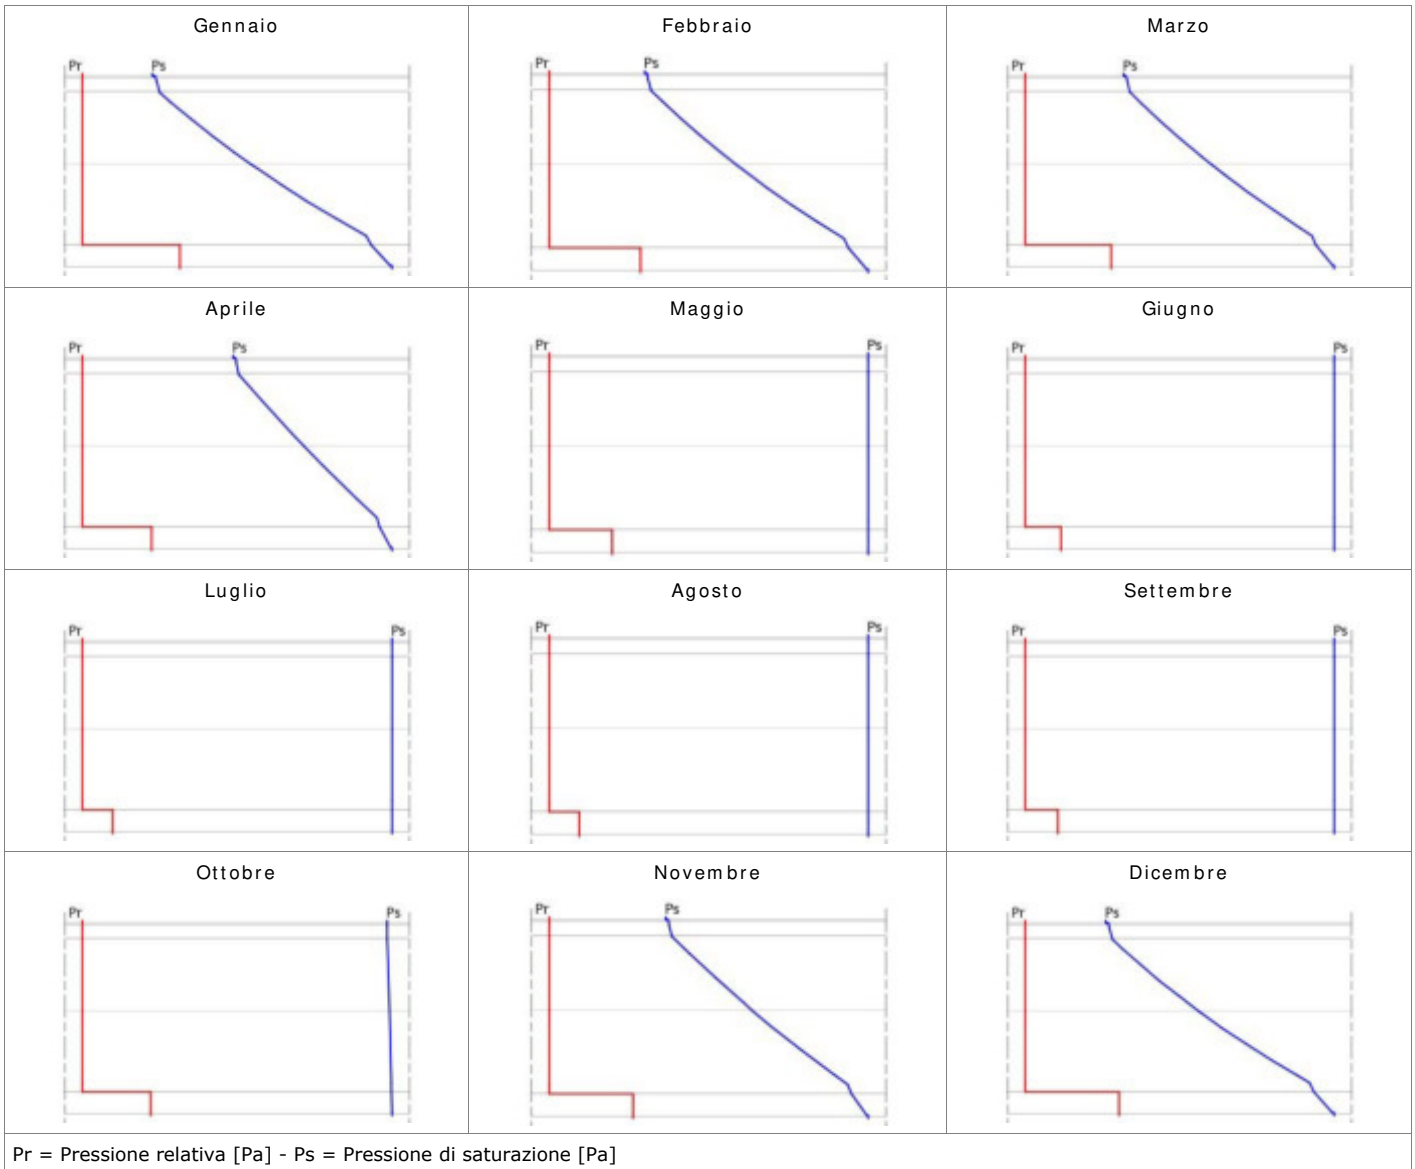 Gennaio Febbraio Marzo
Pr Ps Pr Ps Pr Ps
Aprile Maggio Giugno
Pr Ps Pr Ps Pr Ps
Luglio Agosto Settembre
Pr Ps Pr Ps Pr Ps
Ottobre Novembre Dicembre
Pr Ps Pr Ps Pr Ps
Pr = Pressione relativa [Pa] - Ps = Pressione di saturazione [Pa]